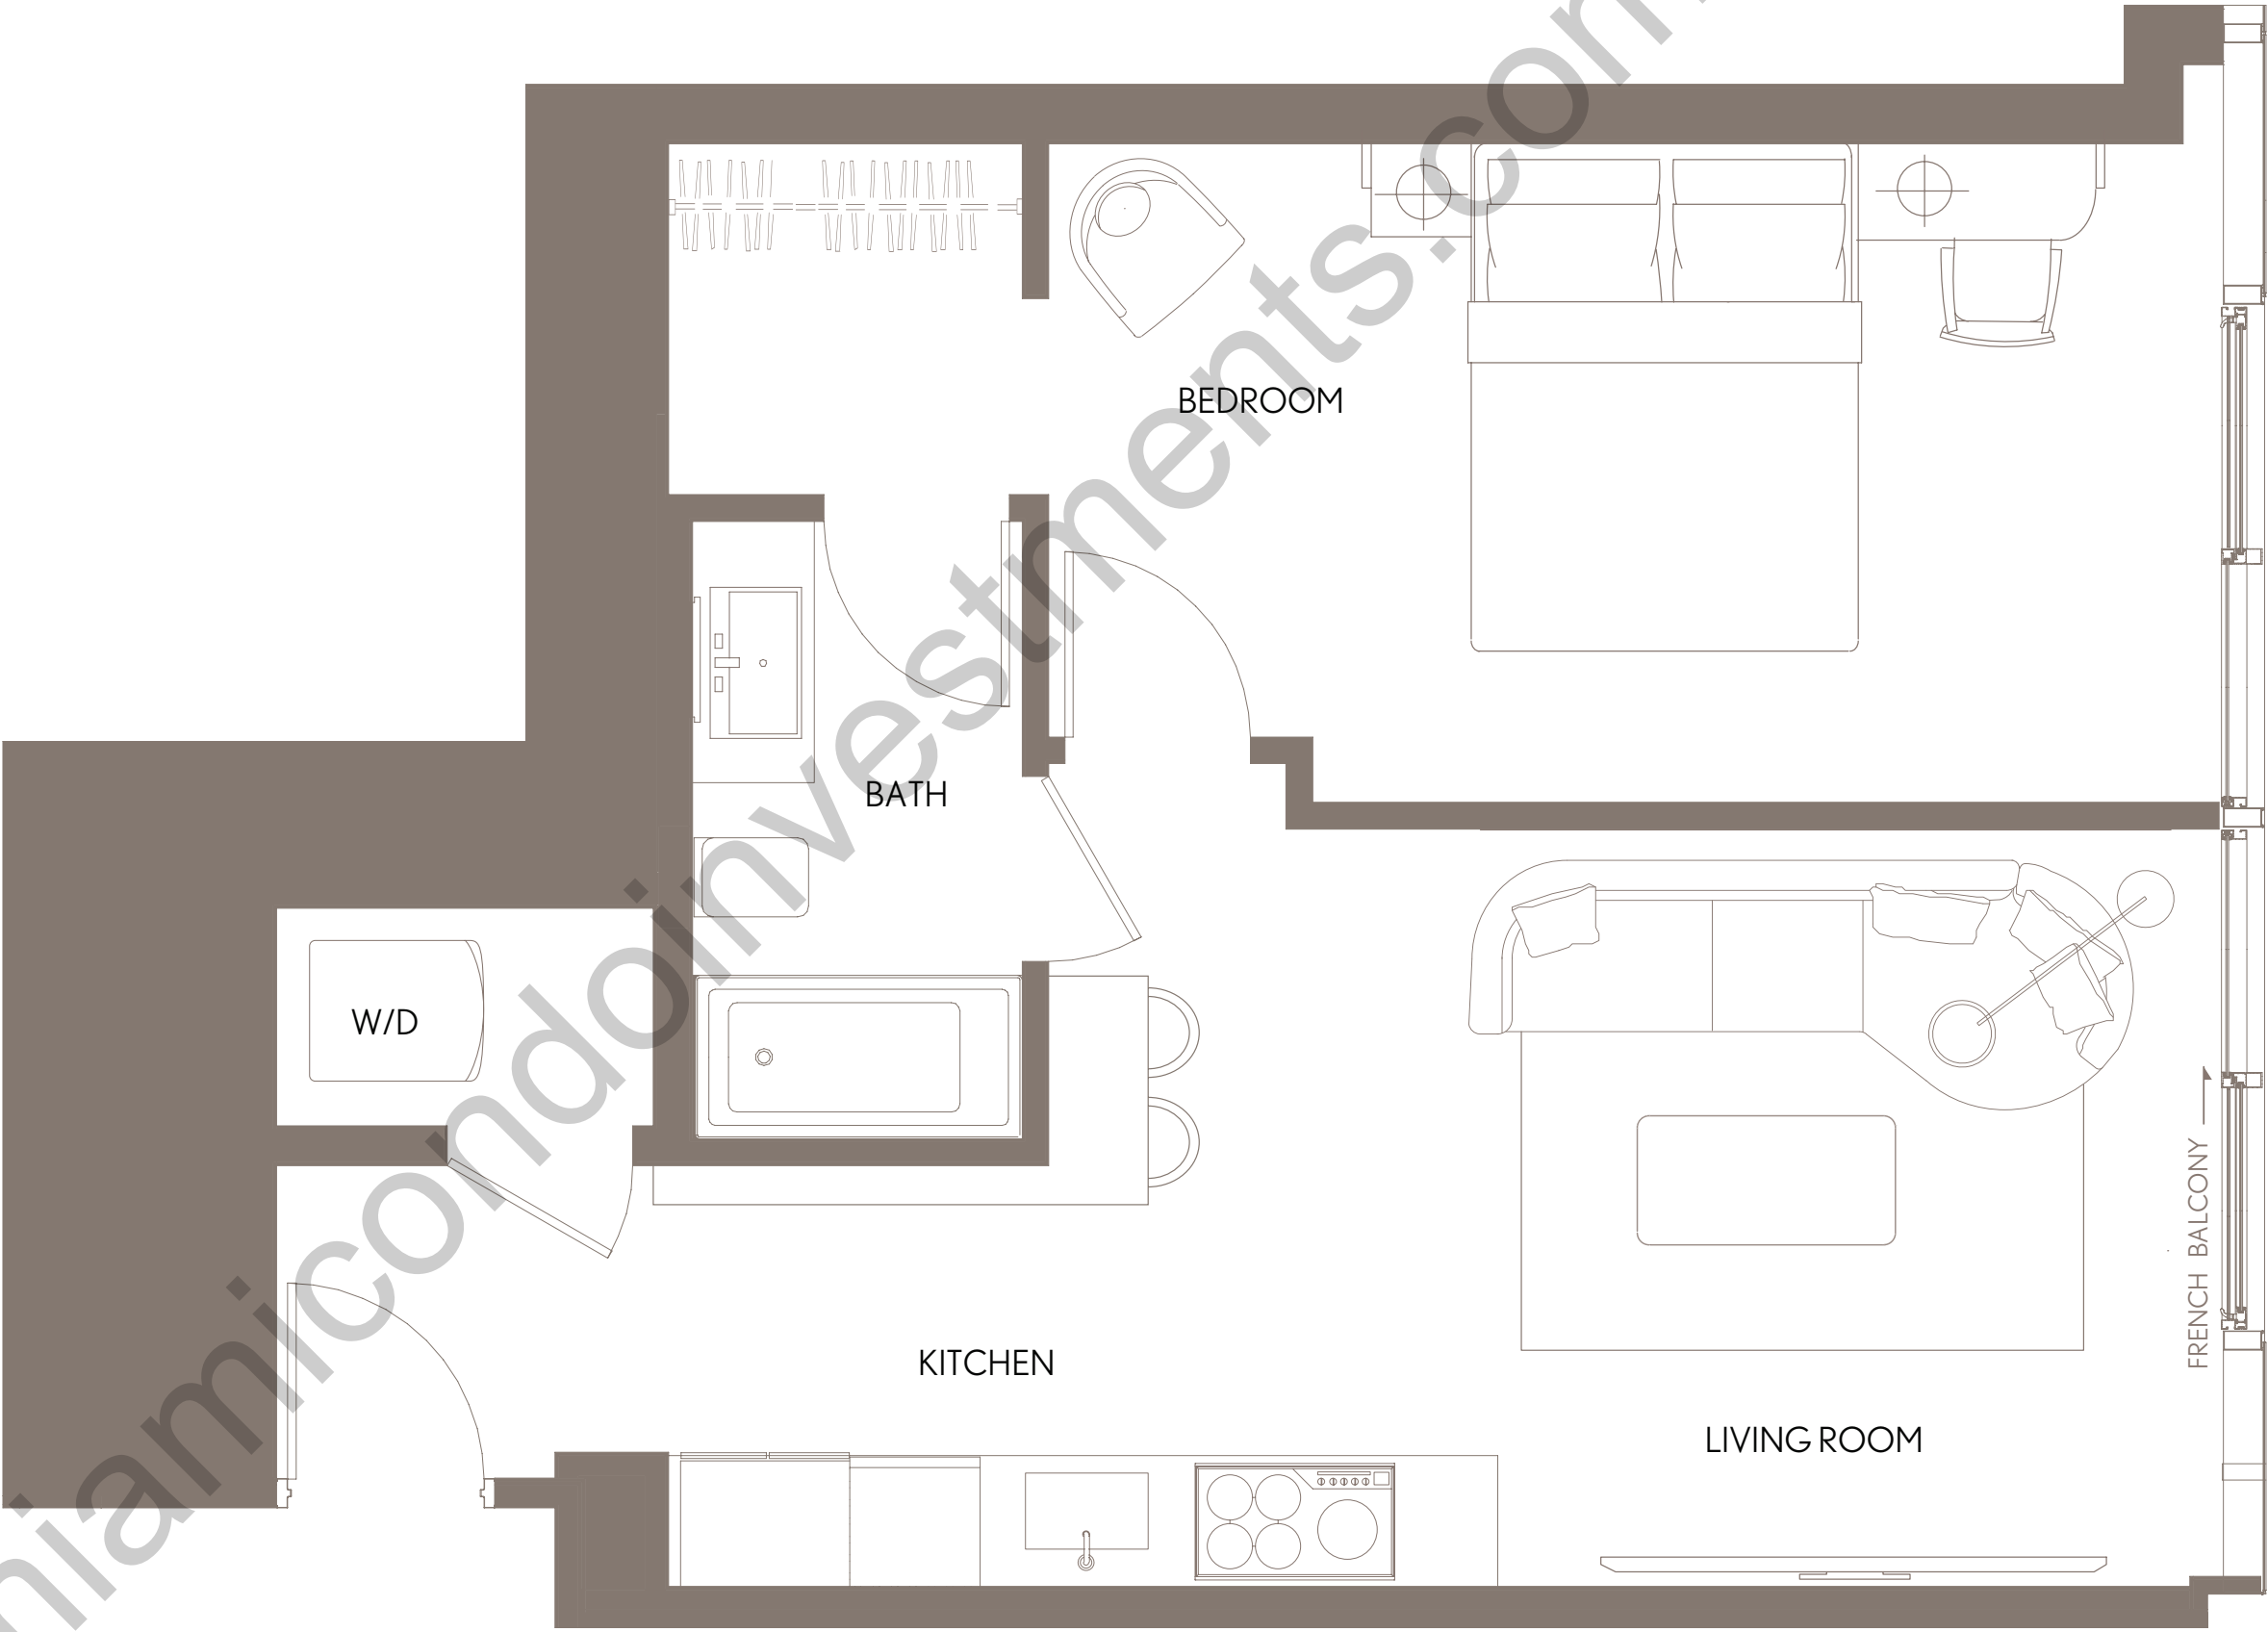 BEDROOM
BATH
W/D
KITCHEN
LIVING ROOM
FRENCH BALCONY
miamicondoinvestments.com